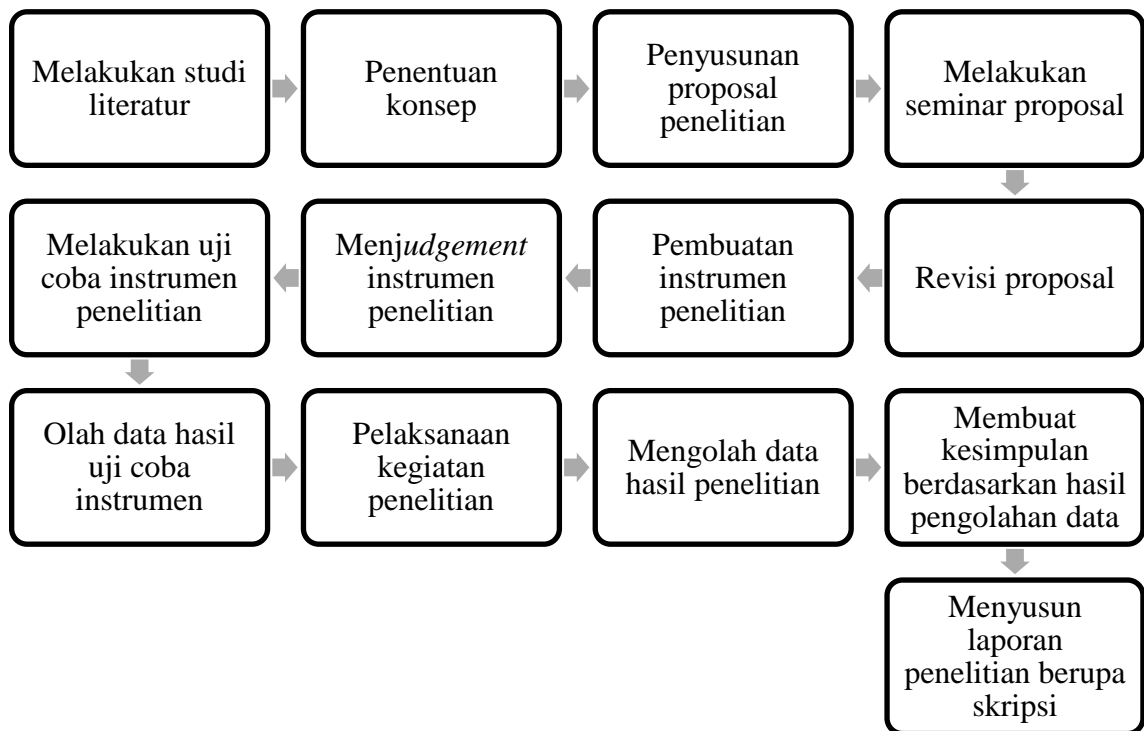 Melakukan studi
literatur
Penentuan
konsep
Penyusunan
proposal
penelitian
Melakukan
seminar proposal
Revisi proposal
Pembuatan
instrumen
penelitian
Menjudgement
instrumen
penelitian
Melakukan uji
coba instrumen
penelitian
Olah data hasil
uji coba
instrumen
Pelaksanaan
kegiatan
penelitian
Mengolah data
hasil penelitian
Membuat
kesimpulan
berdasarkan hasil
pengolahan data
Menyusun
laporan
penelitian berupa
skripsi